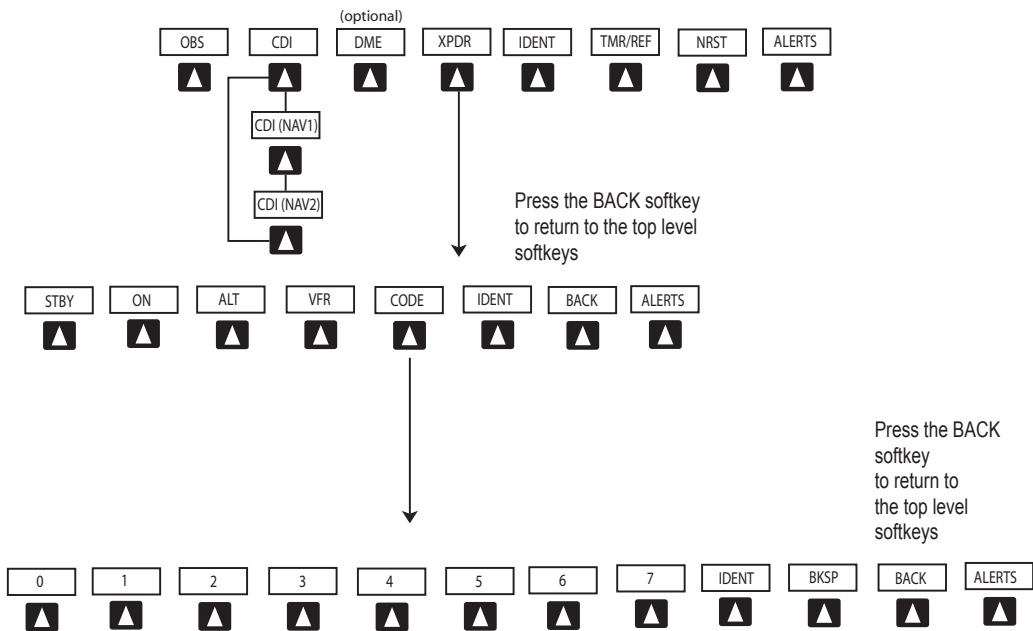 (optional)
OBS CDI DME XPDR IDENT TMR/REF NRST ALERTS
CDI (NAV1)
CDI (NAV2)
Press the BACK softkey
to return to the top level
softkeys
STBY ON ALT VFR CODE IDENT BACK ALERTS
Press the BACK
softkey
to return to
the top level
softkeys
0 1 2 3 4 5 6 7 IDENT BKSP BACK ALERTS